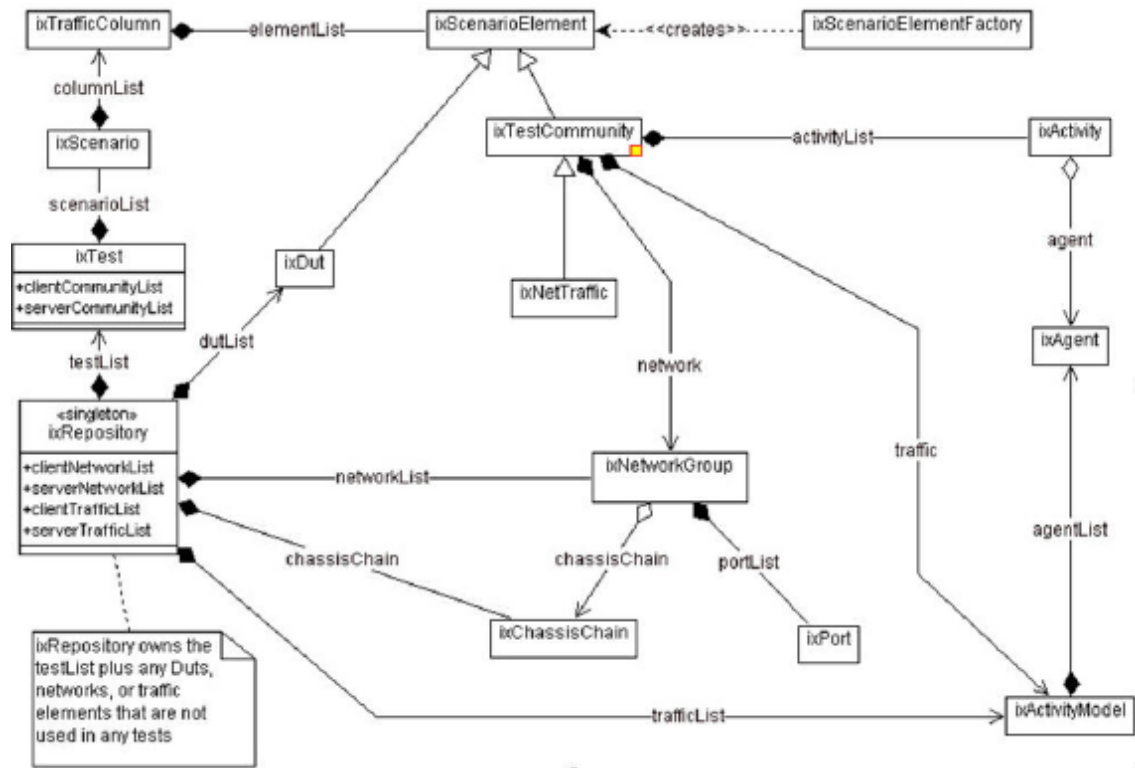 ixTrafficColumn
elementList
ixScenarioElement
<<creates>>
ixScenarioElementFactory
columnList
ixScenario
ixTestCommunity
activityList
ixActivity
scenarioList
ixTest
+clientCommunityList
+serverCommunityList
ixDut
ixNetTraffic
agent
testList
dutList
ixAgent
network
«singleton»
ixRepository
+clientNetworkList
+serverNetworkList
+clientTrafficList
+serverTrafficList
networkList
ixNetworkGroup
traffic
chassisChain
chassisChain
portList
agentList
ixChassisChain
ixPort
ixRepository owns the
testList plus any Duts,
networks, or traffic
elements that are not
used in any tests
trafficList
ixActivityModel